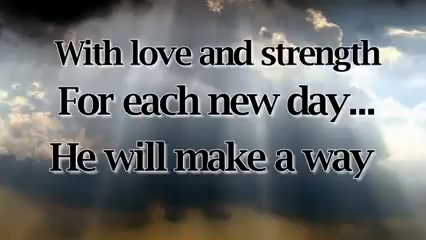 With love and strength
For each new day...
He will make a way